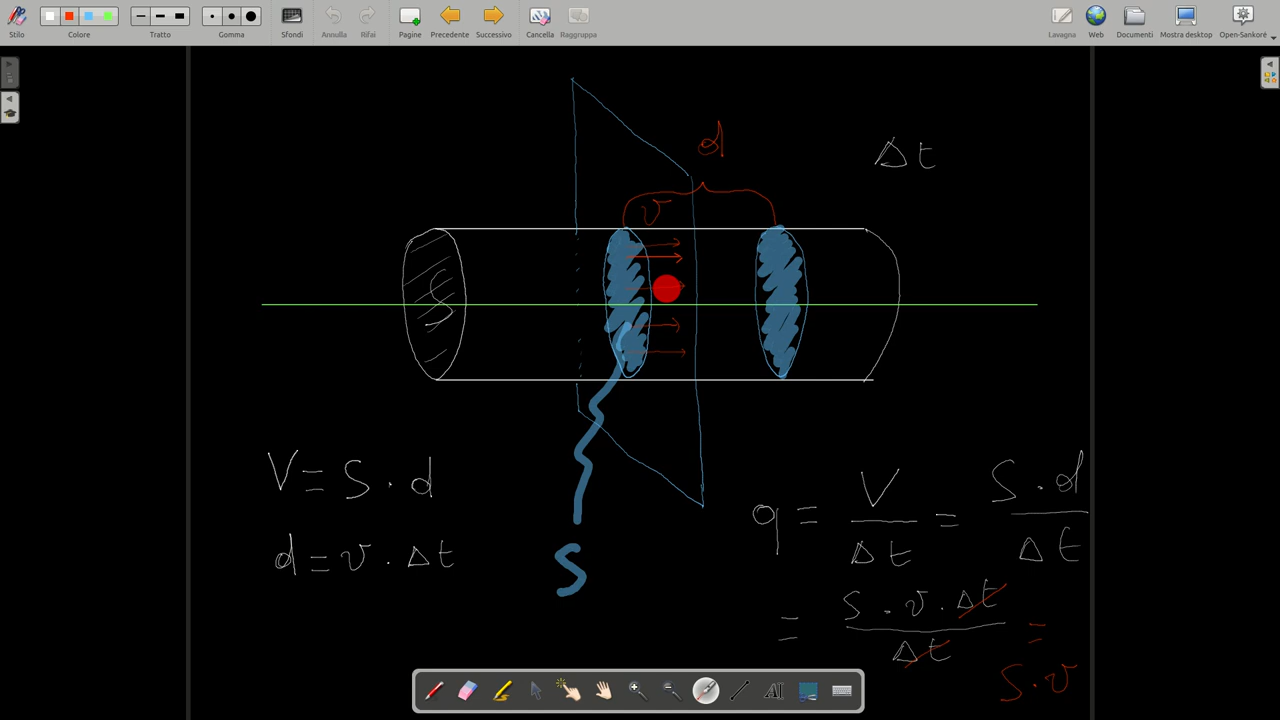 Stilo Colore Tratto Gomma Sfondi Annulla Rifai Pagine Precedente Successivo Cancella Raggruppa Lavagna Web Documenti Mostra desktop Open-Sankoré
d
Δt
v
S
V = S · d
d = v · Δt
S
q = V / Δt = S · d / Δt
= S · v · Δt / Δt =
S · v
AI